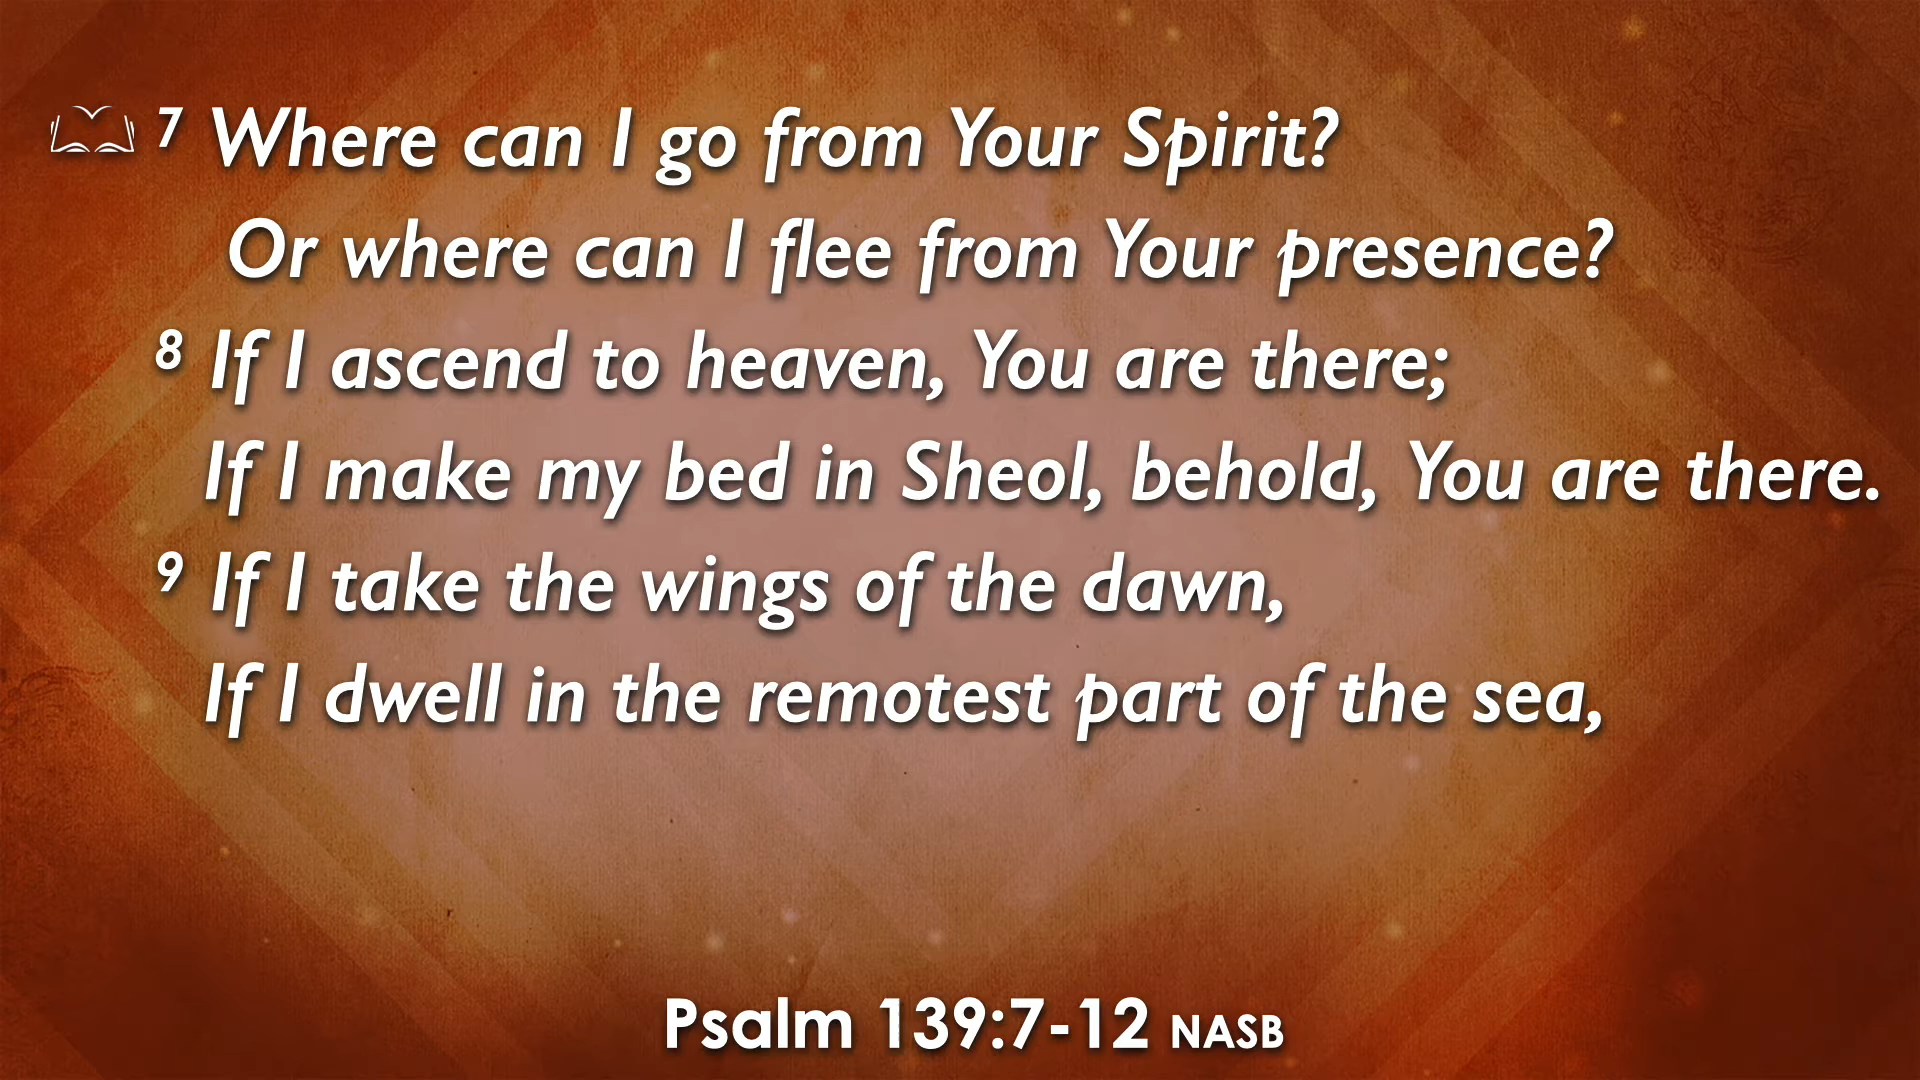 7 Where can I go from Your Spirit?
Or where can I flee from Your presence?
8 If I ascend to heaven, You are there;
If I make my bed in Sheol, behold, You are there.
9 If I take the wings of the dawn,
If I dwell in the remotest part of the sea,
Psalm 139:7-12 NASB